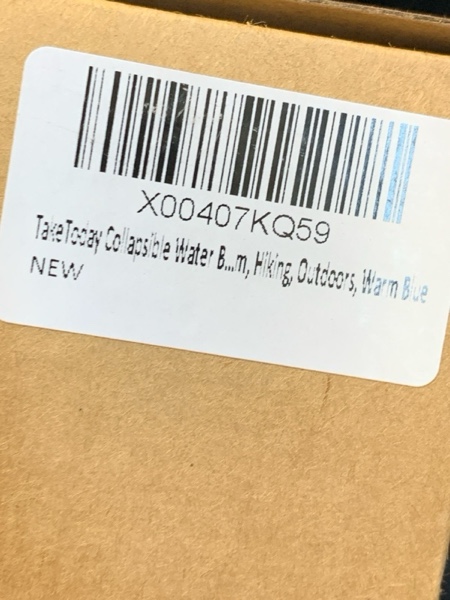 X00407KQ59
TakeToday Collapsible Water B...m, Hiking, Outdoors, Warm Blue
NEW